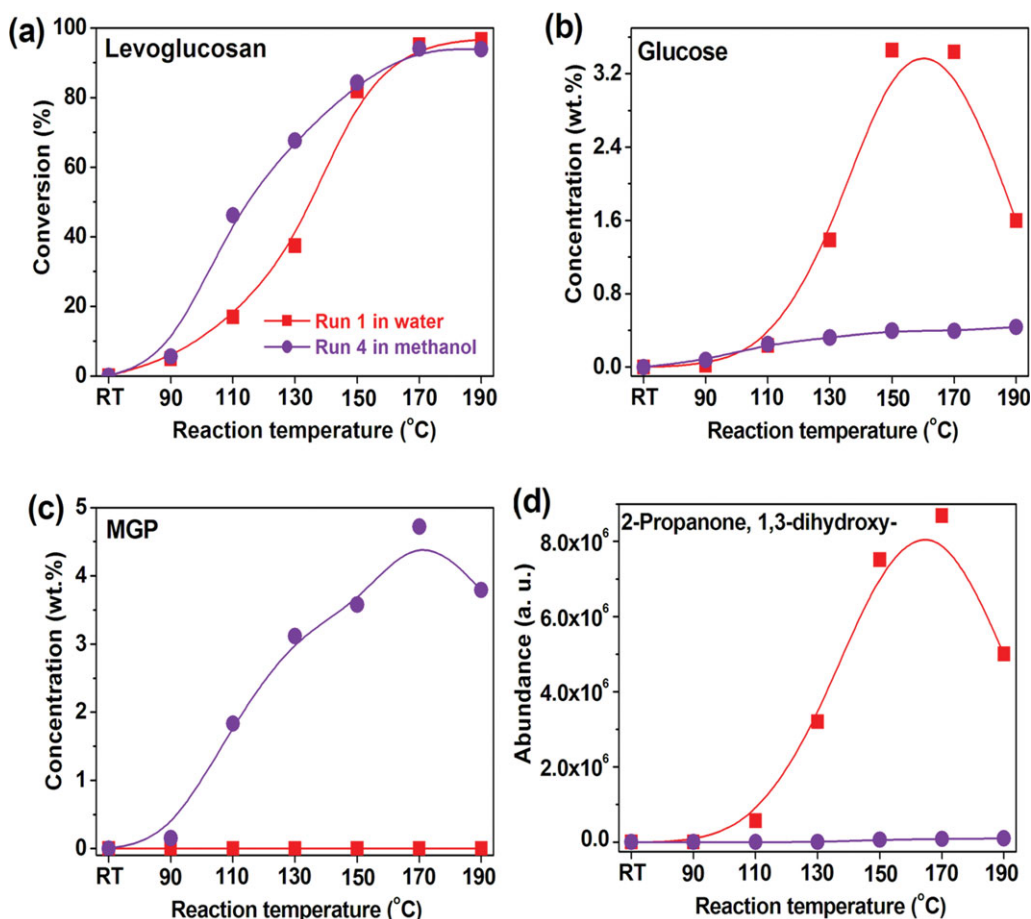 (a)
Levoglucosan
100
80
60
40
20
0
Conversion (%)
Run 1 in water
Run 4 in methanol
RT 90 110 130 150 170 190
Reaction temperature (°C)
(b)
Glucose
3.2
2.4
1.6
0.8
0.0
Concentration (wt.%)
RT 90 110 130 150 170 190
Reaction temperature (°C)
(c)
MGP
5
4
3
2
1
0
Concentration (wt.%)
RT 90 110 130 150 170 190
Reaction temperature (°C)
(d)
2-Propanone, 1,3-dihydroxy-
8.0x10⁶
6.0x10⁶
4.0x10⁶
2.0x10⁶
0.0
Abundance (a. u.)
RT 90 110 130 150 170 190
Reaction temperature (°C)